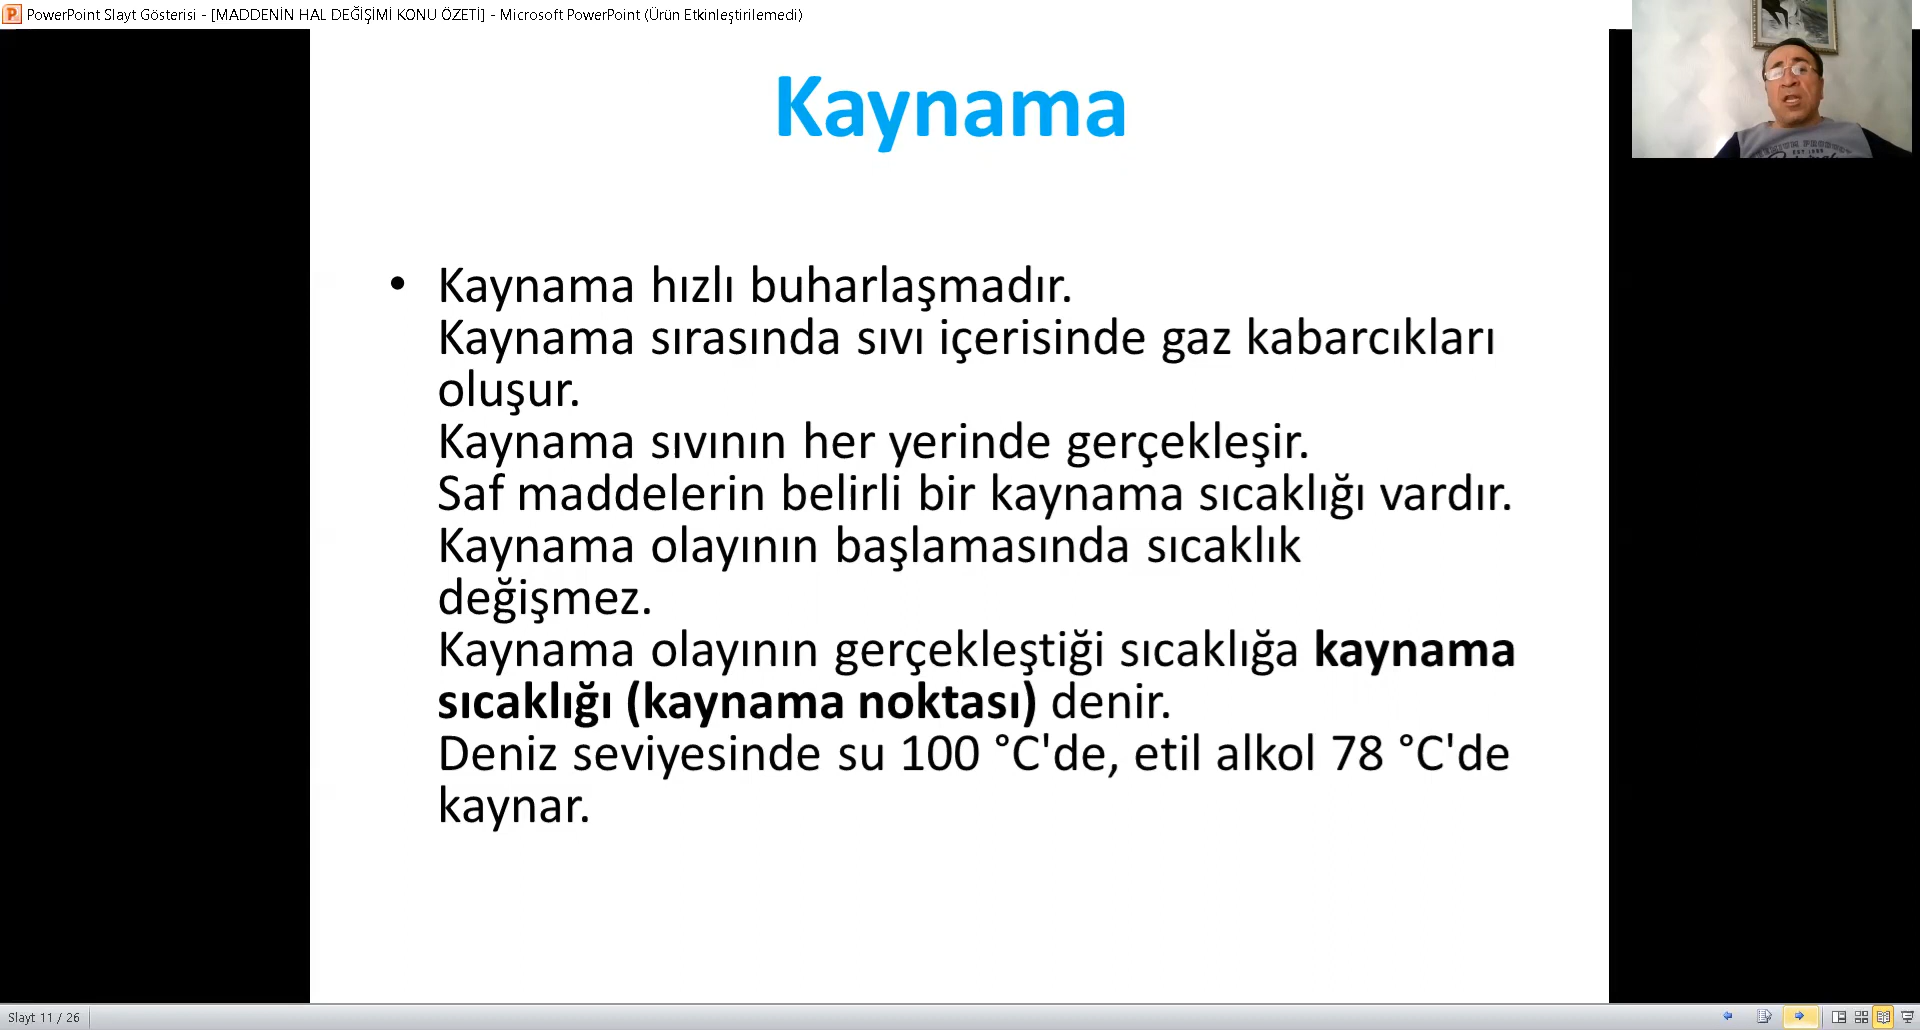 PowerPoint Slayt Gösterisi - [MADDENİN HAL DEĞİŞİMİ KONU ÖZETİ] - Microsoft PowerPoint (Ürün Etkinleştirilemedi)
Kaynama
• Kaynama hızlı buharlaşmadır.
Kaynama sırasında sıvı içerisinde gaz kabarcıkları
oluşur.
Kaynama sıvının her yerinde gerçekleşir.
Saf maddelerin belirli bir kaynama sıcaklığı vardır.
Kaynama olayının başlamasında sıcaklık
değişmez.
Kaynama olayının gerçekleştiği sıcaklığa kaynama
sıcaklığı (kaynama noktası) denir.
Deniz seviyesinde su 100 °C'de, etil alkol 78 °C'de
kaynar.
PREMIUM PRODU
Slayt 11 / 26